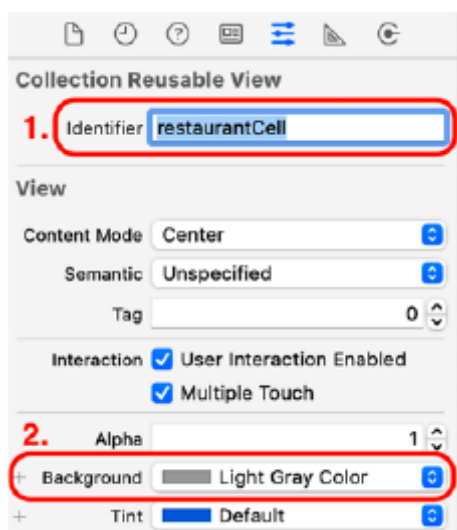 Collection Reusable View
1. Identifier restaurantCell
View
Content Mode Center
Semantic Unspecified
Tag 0
Interaction User Interaction Enabled
Multiple Touch
2. Alpha 1
+ Background Light Gray Color
+ Tint Default